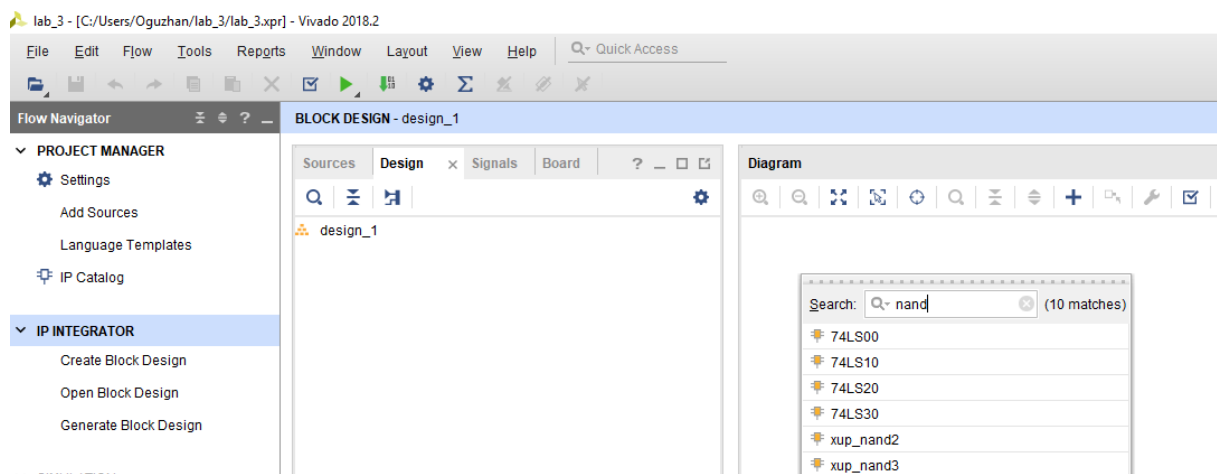 lab_3 - [C:/Users/Oguzhan/lab_3/lab_3.xpr] - Vivado 2018.2
File Edit Flow Tools Reports Window Layout View Help Quick Access
Flow Navigator
BLOCK DESIGN - design_1
PROJECT MANAGER
Settings
Add Sources
Language Templates
IP Catalog
IP INTEGRATOR
Create Block Design
Open Block Design
Generate Block Design
Sources Design Signals Board
design_1
Diagram
Search: nand (10 matches)
74LS00
74LS10
74LS20
74LS30
xup_nand2
xup_nand3